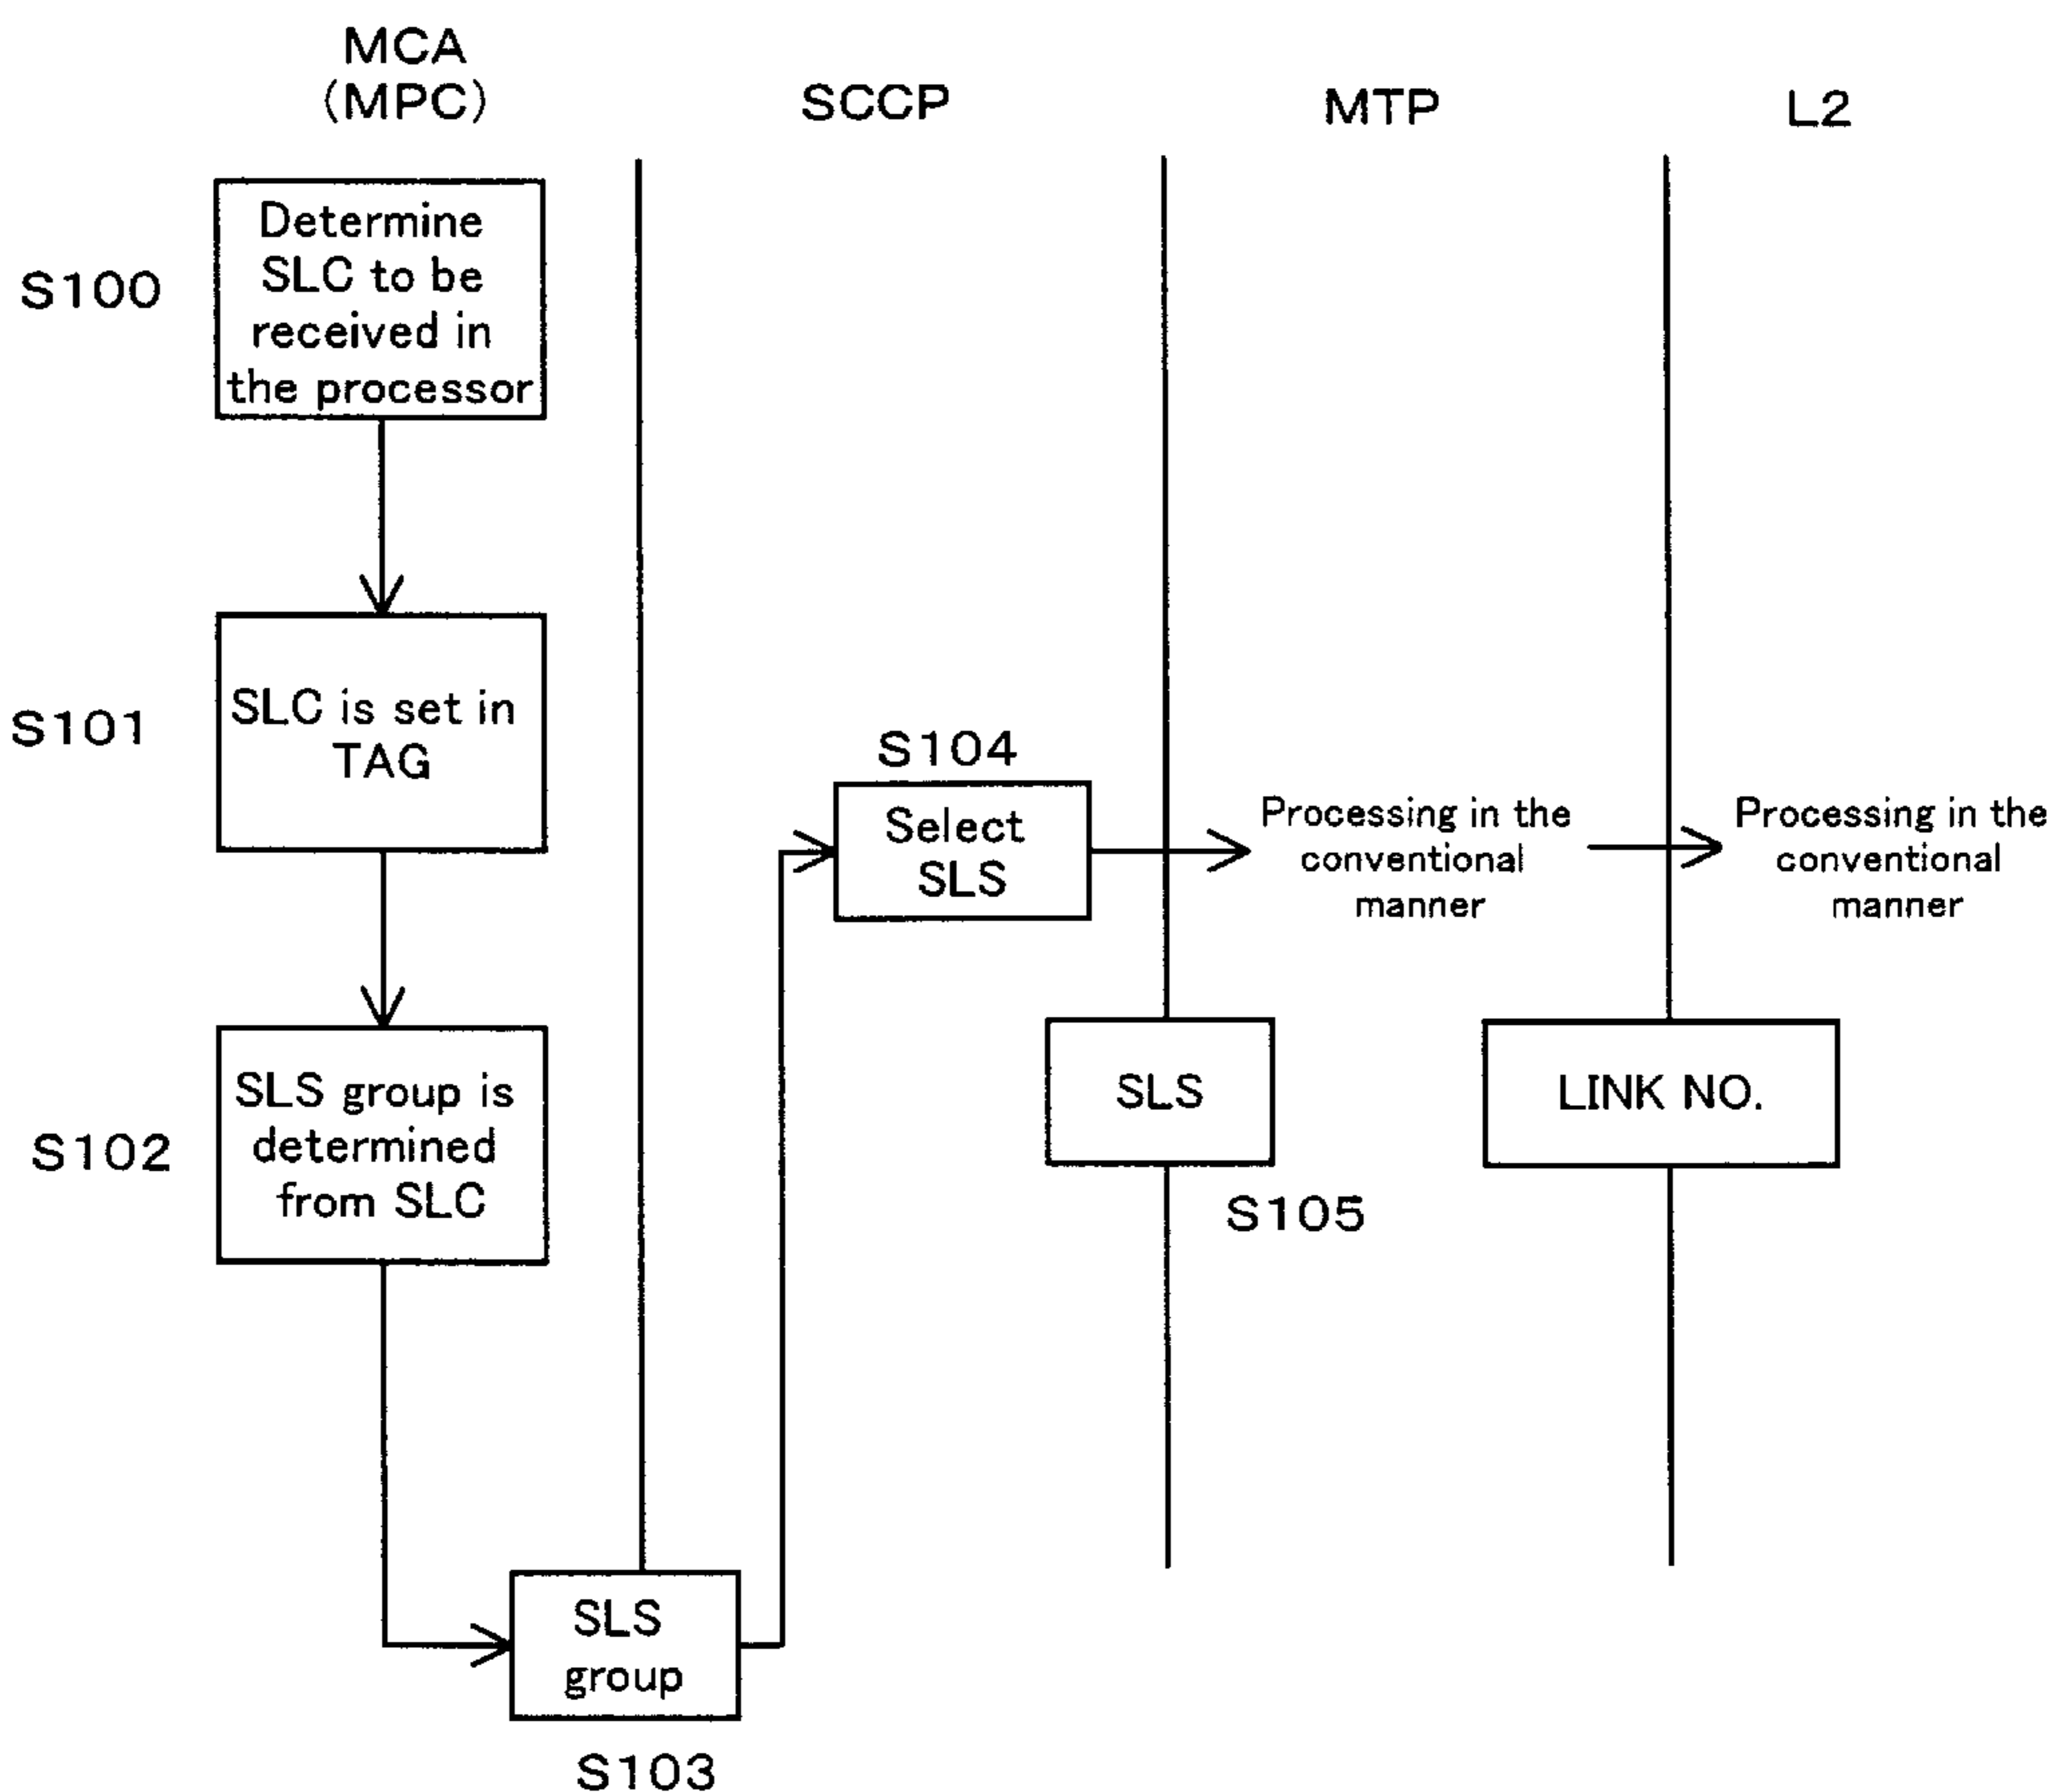 MCA
(MPC)
SCCP
MTP
L2
S100
Determine
SLC to be
received in
the processor
S101
SLC is set in
TAG
S102
SLS group is
determined
from SLC
SLS
group
S103
S104
Select
SLS
Processing in the
conventional
manner
Processing in the
conventional
manner
SLS
S105
LINK NO.